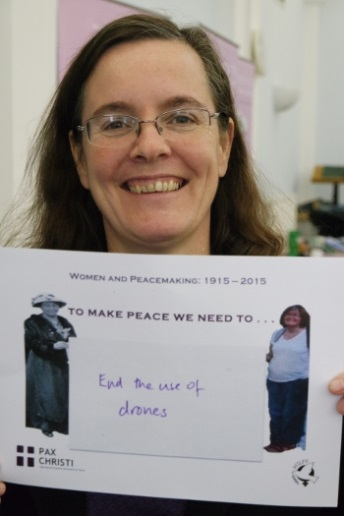 WOMEN AND PEACEMAKING: 1915 – 2015
TO MAKE PEACE WE NEED TO . . .
End the use of
drones
PAX
CHRISTI